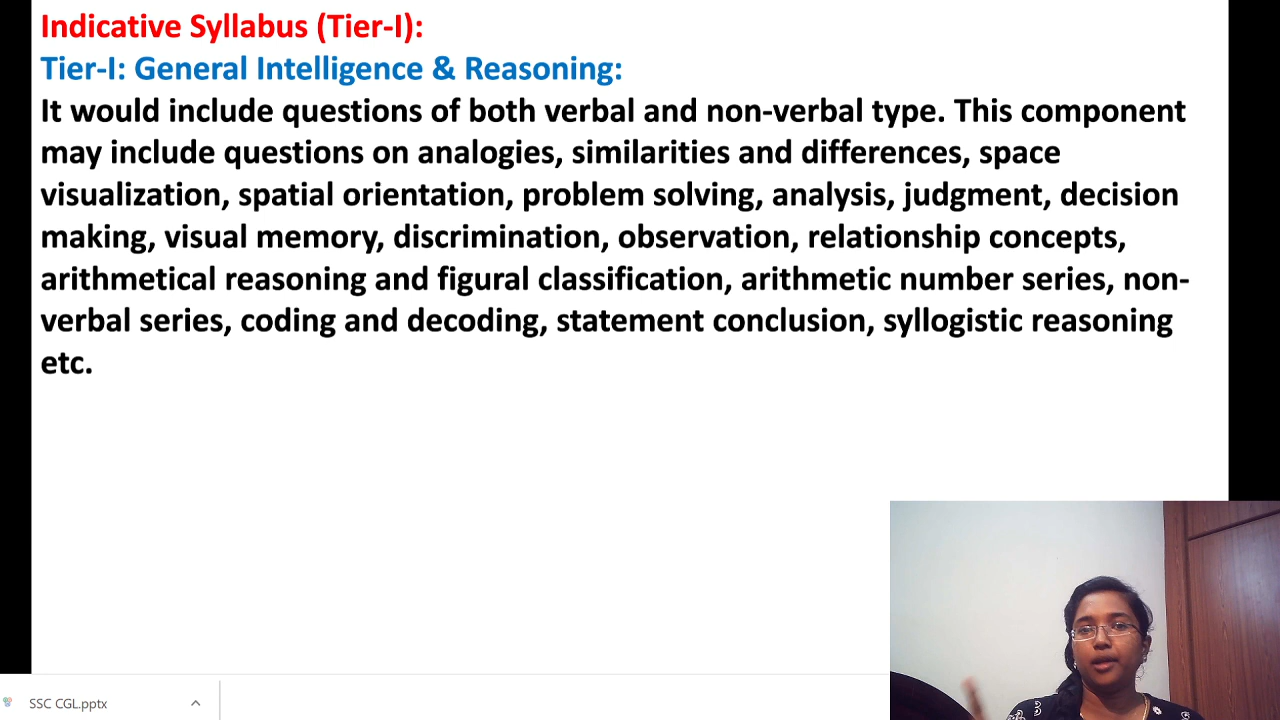 Indicative Syllabus (Tier-I):
Tier-I: General Intelligence & Reasoning:
It would include questions of both verbal and non-verbal type. This component
may include questions on analogies, similarities and differences, space
visualization, spatial orientation, problem solving, analysis, judgment, decision
making, visual memory, discrimination, observation, relationship concepts,
arithmetical reasoning and figural classification, arithmetic number series, non-
verbal series, coding and decoding, statement conclusion, syllogistic reasoning
etc.
SSC CGL.pptx